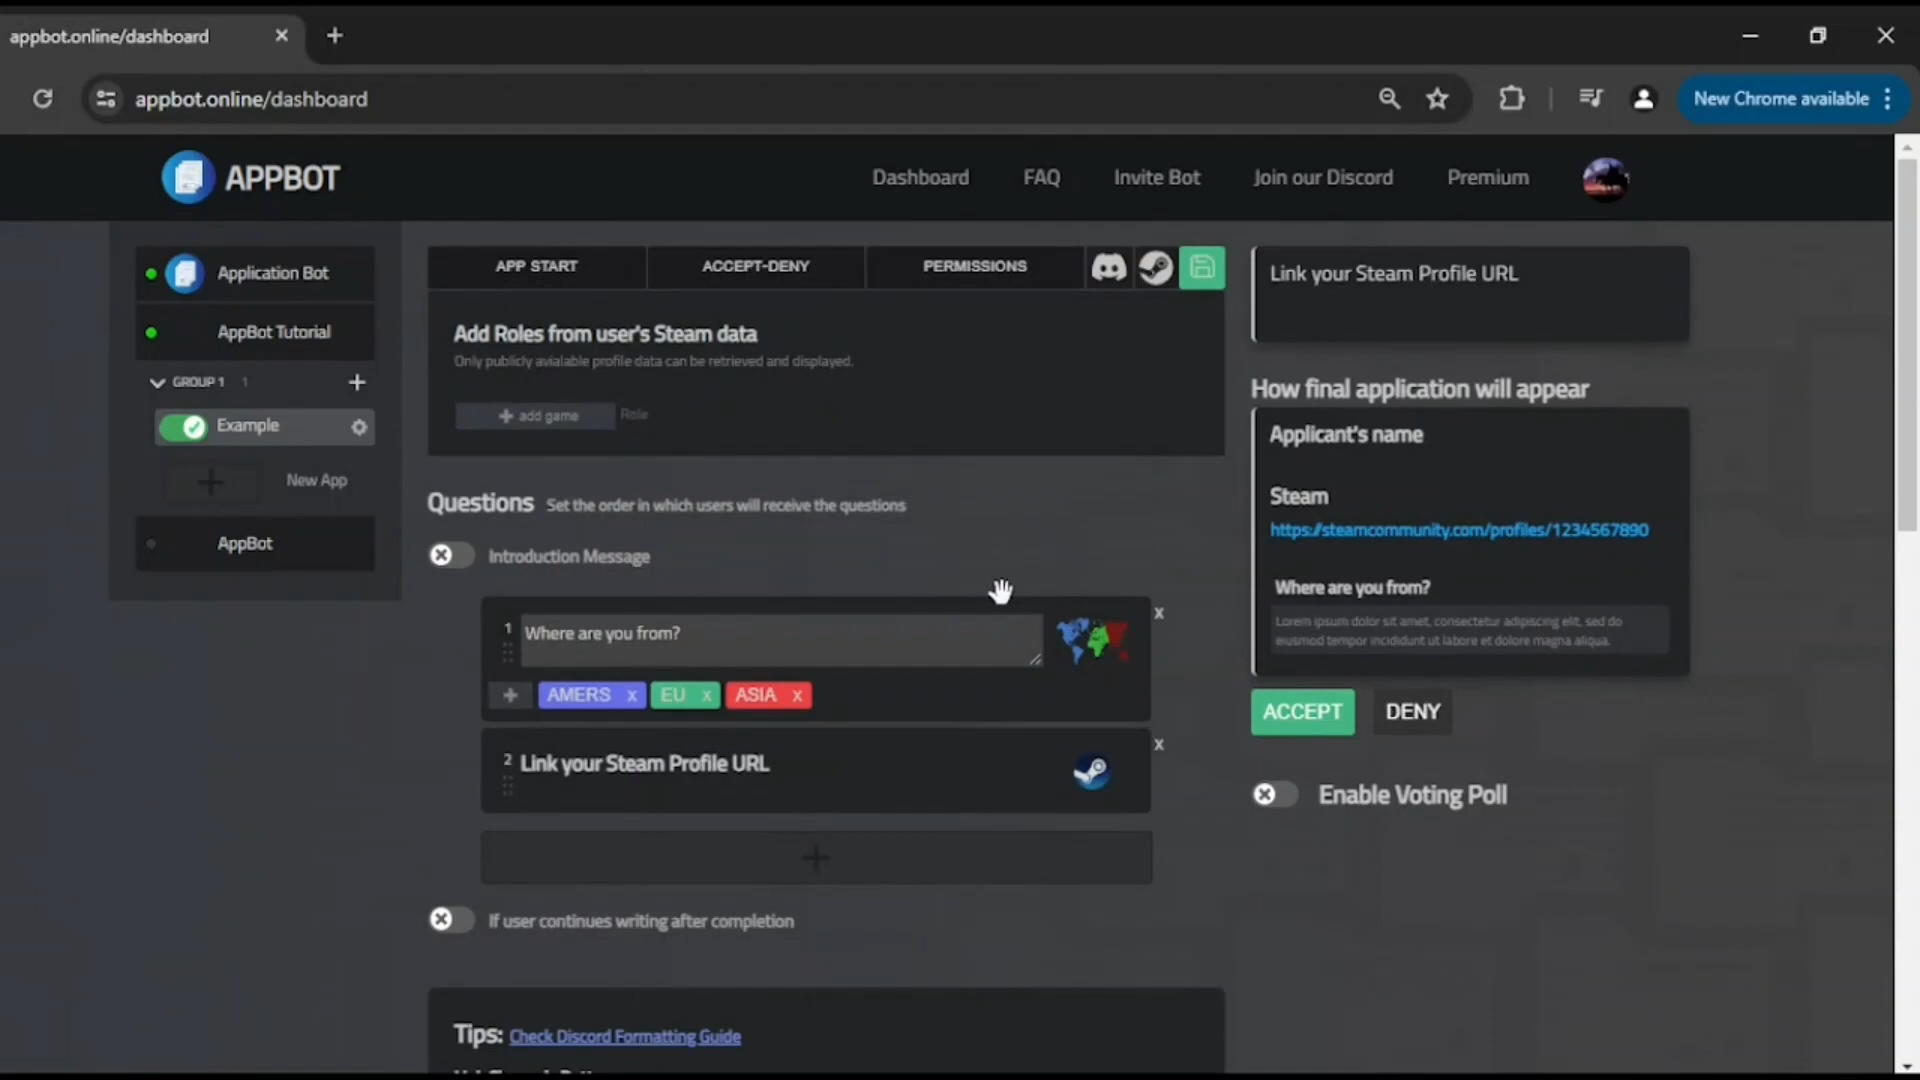 appbot.online/dashboard
appbot.online/dashboard
New Chrome available
APPBOT
Dashboard
FAQ
Invite Bot
Join our Discord
Premium
Application Bot
AppBot Tutorial
GROUP 1 1
Example
New App
AppBot
APP START
ACCEPT-DENY
PERMISSIONS
Add Roles from user's Steam data
Only publicly avialable profile data can be retrieved and displayed.
+ add game
Role
Questions Set the order in which users will receive the questions
Introduction Message
1 Where are you from?
+ AMERS x EU x ASIA x
x
2 Link your Steam Profile URL
x
+
If user continues writing after completion
Tips: Check Discord Formatting Guide
Link your Steam Profile URL
How final application will appear
Applicant's name
Steam
https://steamcommunity.com/profiles/1234567890
Where are you from?
Lorem ipsum dolor sit amet, consectetur adipiscing elit, sed do
eiusmod tempor incididunt ut labore et dolore magna aliqua.
ACCEPT
DENY
Enable Voting Poll